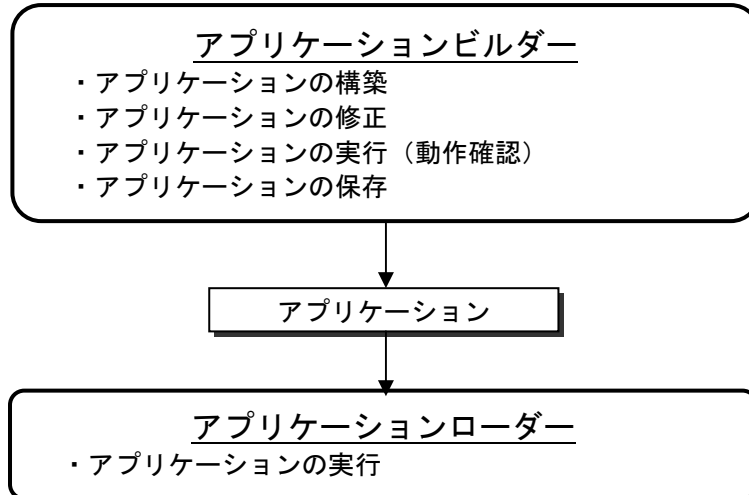 アプリケーションビルダー
・アプリケーションの構築
・アプリケーションの修正
・アプリケーションの実行（動作確認）
・アプリケーションの保存
アプリケーション
アプリケーションローダー
・アプリケーションの実行